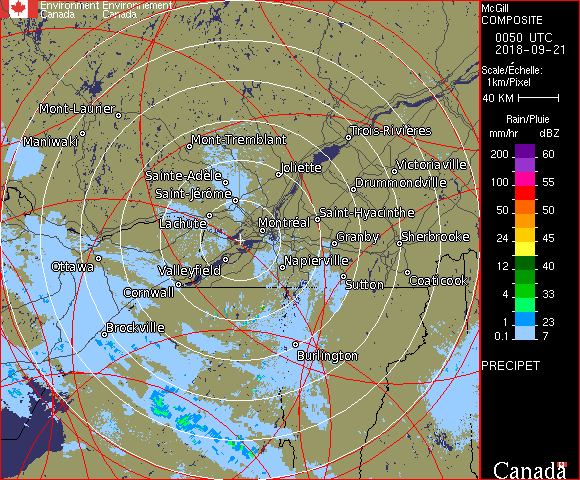 Environment Environnement
Canada Canada
McGill
COMPOSITE
0050 UTC
2018-09-21
Scale/Échelle:
1km/Pixel
40 KM
Rain/Pluie
mm/hr dBZ
200 60
100 55
50 50
24 45
12 40
4 33
1 23
0.1 7
PRECIPET
Canada
Mont-Laurier
Maniwaki
Mont-Tremblant
Trois-Rivières
Sainte-Adèle
Joliette
Victoriaville
Saint-Jérôme
Drummondville
Lachute
Montréal
Saint-Hyacinthe
Granby
Sherbrooke
Ottawa
Valleyfield
Napierville
Cornwall
Sutton
Coaticook
Brockville
Burlington